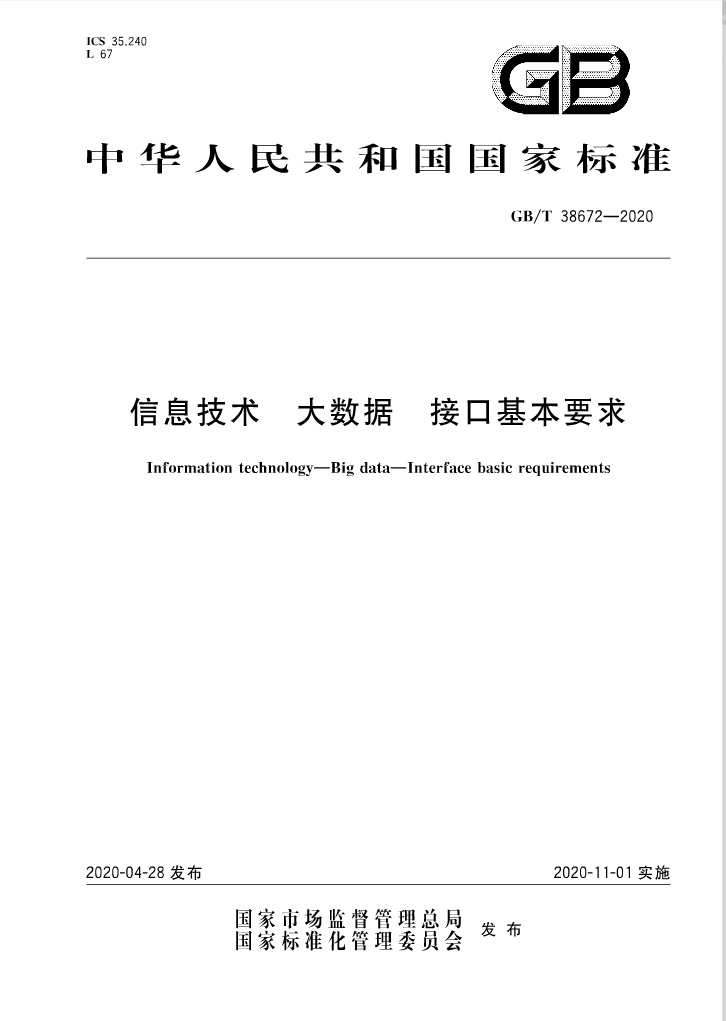 ICS 35.240
L 67
GB
中华人民共和国国家标准
GB/T 38672—2020
信息技术 大数据 接口基本要求
Information technology—Big data—Interface basic requirements
2020-04-28 发布
2020-11-01 实施
国家市场监督管理总局
国家标准化管理委员会
发布